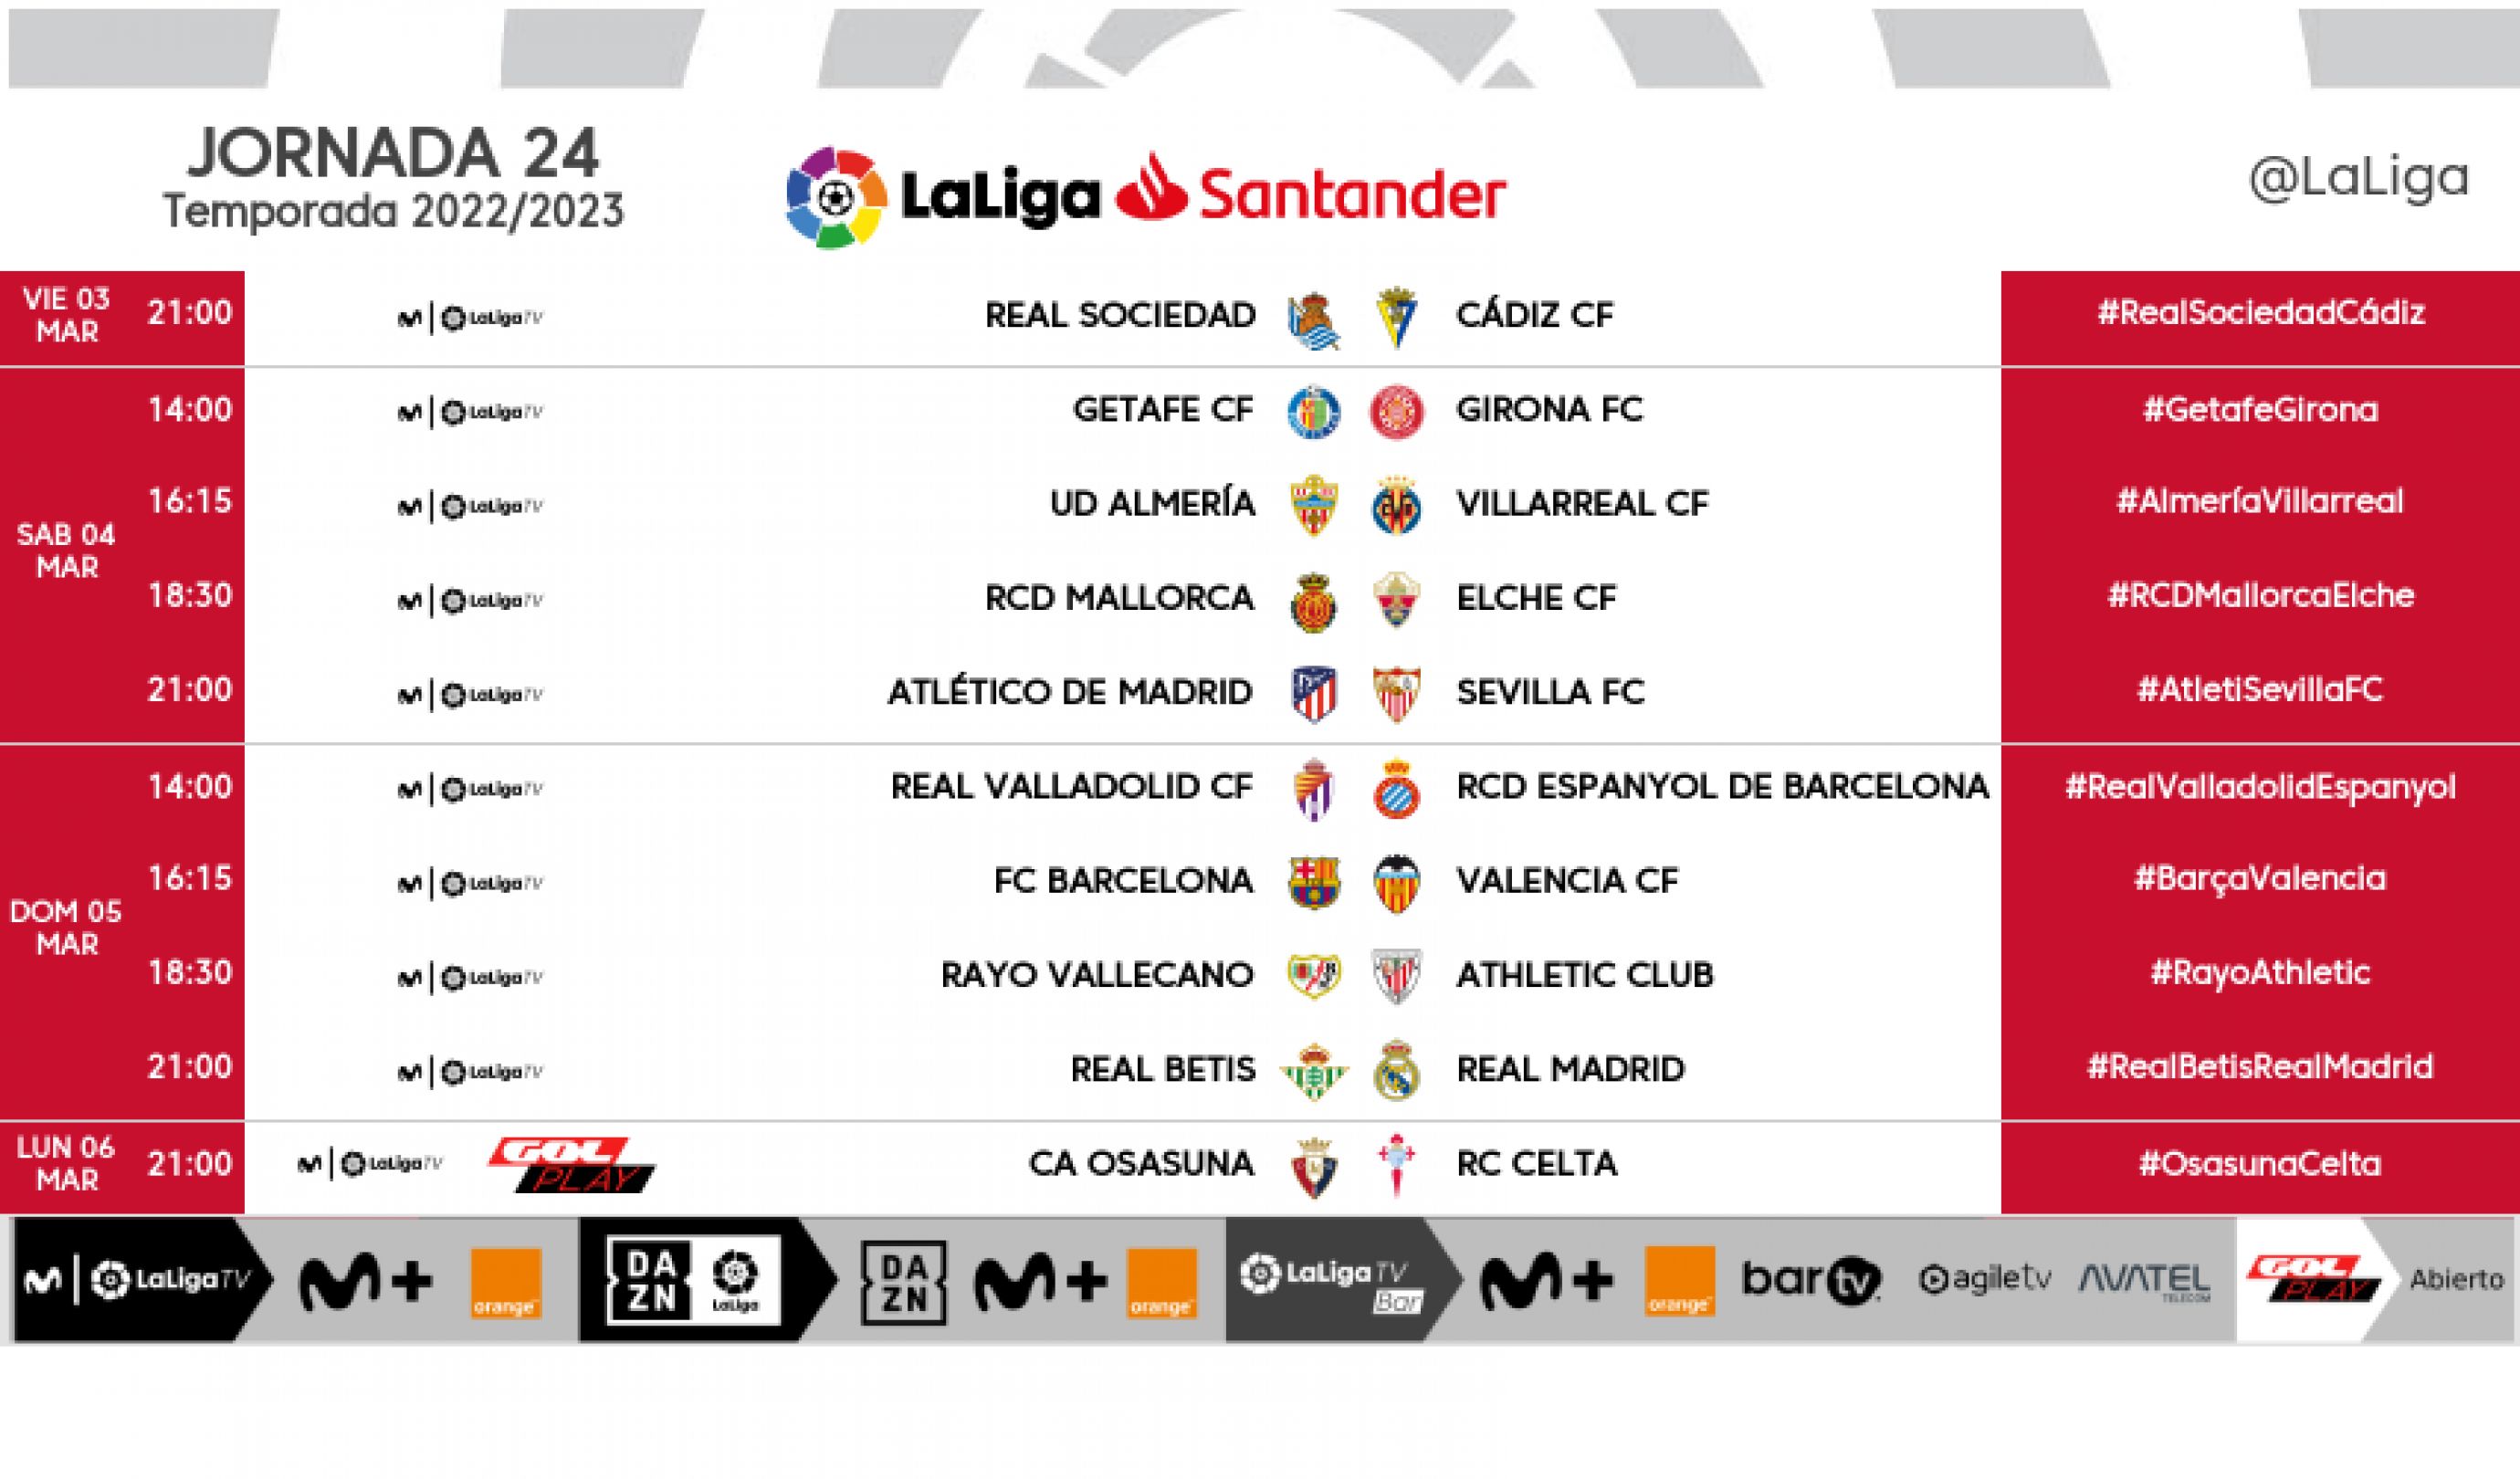 JORNADA 24
Temporada 2022/2023
LaLiga Santander
@LaLiga
VIE 03
MAR
21:00
LaLiga TV
REAL SOCIEDAD
CÁDIZ CF
#RealSociedadCádiz
SAB 04
MAR
14:00
LaLiga TV
GETAFE CF
GIRONA FC
#GetafeGirona
16:15
LaLiga TV
UD ALMERÍA
VILLARREAL CF
#AlmeríaVillarreal
18:30
LaLiga TV
RCD MALLORCA
ELCHE CF
#RCDMallorcaElche
21:00
LaLiga TV
ATLÉTICO DE MADRID
SEVILLA FC
#AtletiSevillaFC
DOM 05
MAR
14:00
LaLiga TV
REAL VALLADOLID CF
RCD ESPANYOL DE BARCELONA
#RealValladolidEspanyol
16:15
LaLiga TV
FC BARCELONA
VALENCIA CF
#BarçaValencia
18:30
LaLiga TV
RAYO VALLECANO
ATHLETIC CLUB
#RayoAthletic
21:00
LaLiga TV
REAL BETIS
REAL MADRID
#RealBetisRealMadrid
LUN 06
MAR
21:00
LaLiga TV
GOL
PLAY
CA OSASUNA
RC CELTA
#OsasunaCelta
M LaLiga TV
M+
orange
DA
ZN
LaLiga
DA
ZN
M+
orange
LaLiga TV
Bar
M+
orange
bar tv
agiletv
AVATEL
TELECOM
GOL
PLAY
Abierto